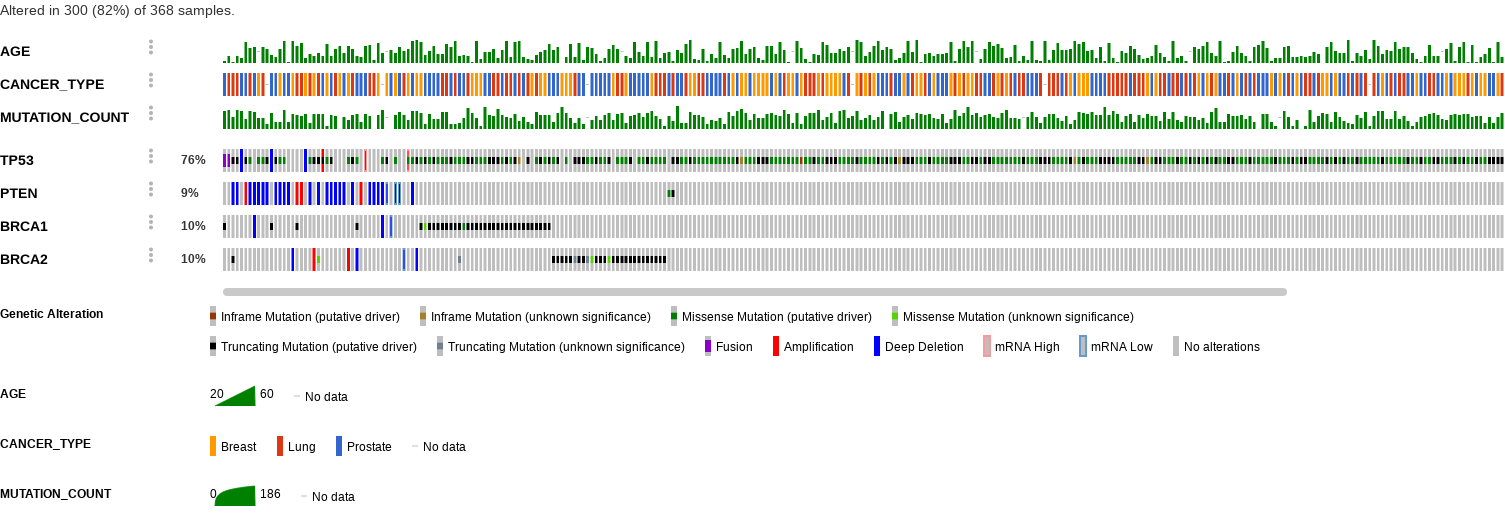 Altered in 300 (82%) of 368 samples.
AGE
CANCER_TYPE
MUTATION_COUNT
TP53 76%
PTEN 9%
BRCA1 10%
BRCA2 10%
Genetic Alteration Inframe Mutation (putative driver) Inframe Mutation (unknown significance) Missense Mutation (putative driver) Missense Mutation (unknown significance)
Truncating Mutation (putative driver) Truncating Mutation (unknown significance) Fusion Amplification Deep Deletion mRNA High mRNA Low No alterations
AGE 20 60 No data
CANCER_TYPE Breast Lung Prostate No data
MUTATION_COUNT 0 186 No data